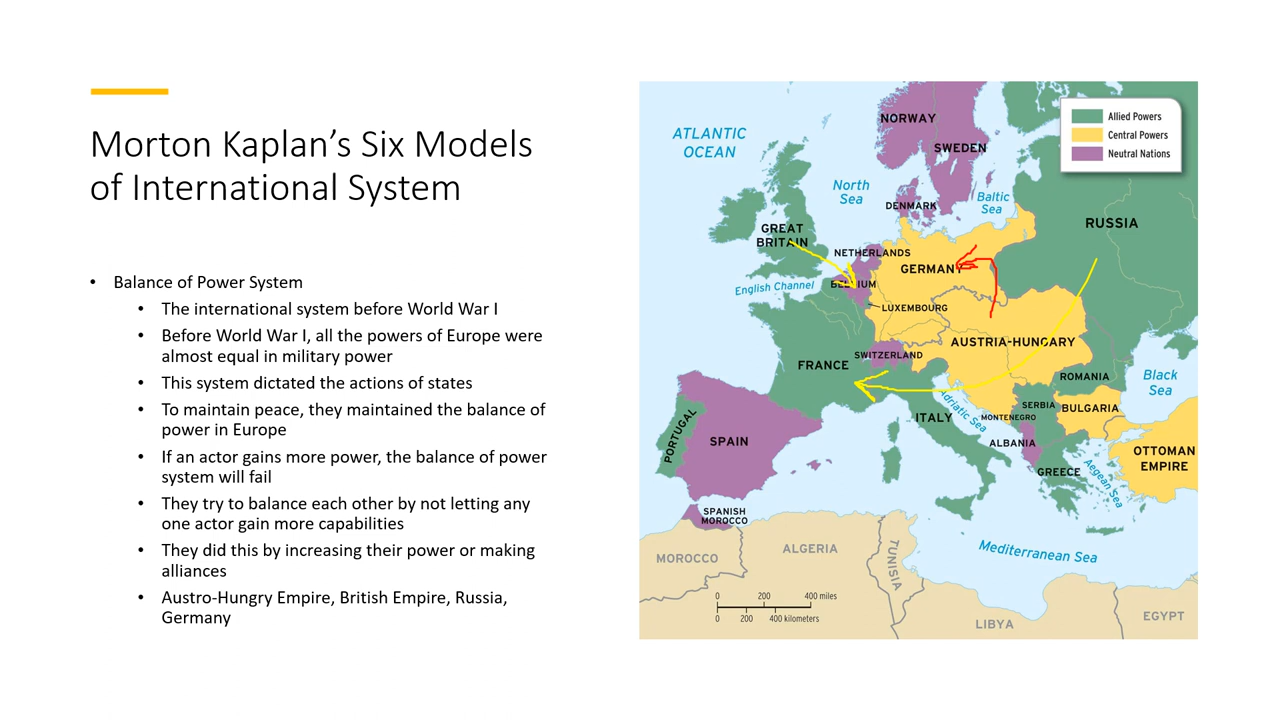 Morton Kaplan's Six Models
of International System
• Balance of Power System
• The international system before World War I
• Before World War I, all the powers of Europe were
almost equal in military power
• This system dictated the actions of states
• To maintain peace, they maintained the balance of
power in Europe
• If an actor gains more power, the balance of power
system will fail
• They try to balance each other by not letting any
one actor gain more capabilities
• They did this by increasing their power or making
alliances
• Austro-Hungry Empire, British Empire, Russia,
Germany
Allied Powers
Central Powers
Neutral Nations
ATLANTIC
OCEAN
NORWAY
SWEDEN
North
Sea
Baltic
Sea
DENMARK
RUSSIA
GREAT
BRITAIN
NETHERLANDS
GERMANY
BELGIUM
English Channel
LUXEMBOURG
AUSTRIA-HUNGARY
SWITZERLAND
FRANCE
ROMANIA
Black
Sea
Adriatic Sea
SERBIA
BULGARIA
MONTENEGRO
ITALY
PORTUGAL
SPAIN
ALBANIA
OTTOMAN
EMPIRE
GREECE
Aegean Sea
SPANISH
MOROCCO
MOROCCO
ALGERIA
TUNISIA
Mediterranean Sea
0 200 400 miles
0 200 400 kilometers
LIBYA
EGYPT